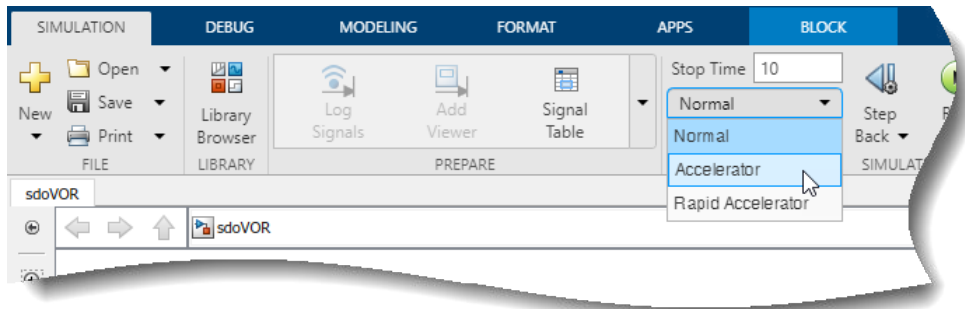 SIMULATION DEBUG MODELING FORMAT APPS BLOCK
Open
Save
Print
New
FILE
Library
Browser
LIBRARY
Log
Signals
Add
Viewer
Signal
Table
PREPARE
Stop Time 10
Normal
Normal
Accelerator
Rapid Accelerator
Step
Back
SIMULAT
sdoVOR
sdoVOR